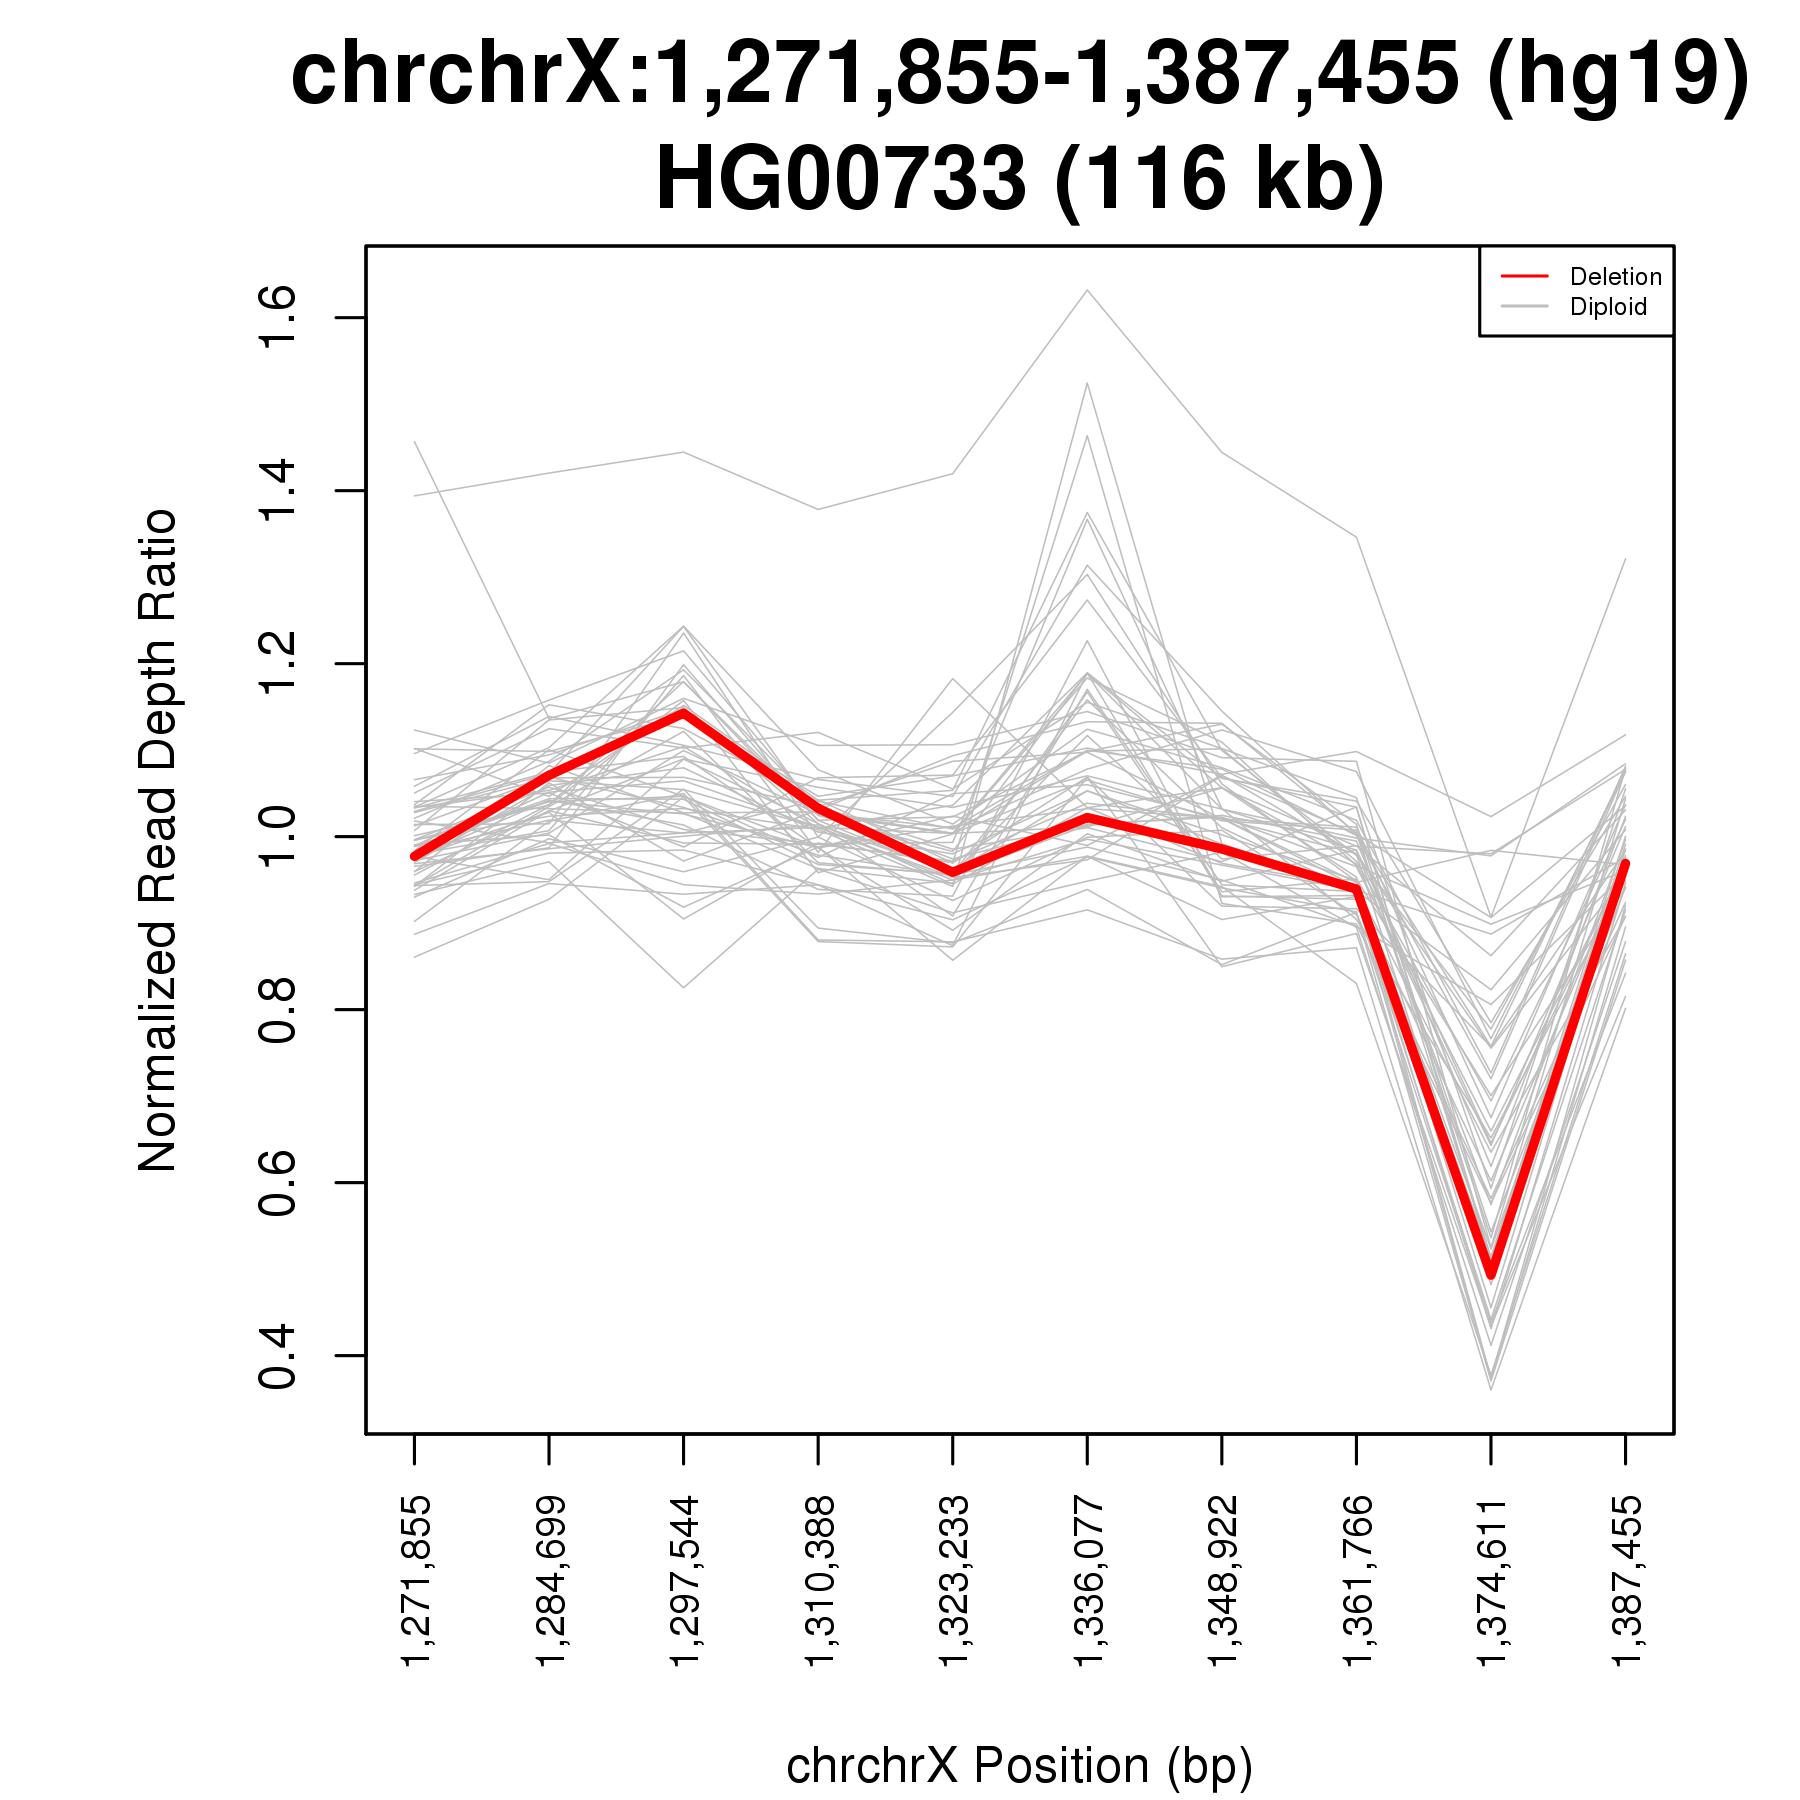 chrchrX:1,271,855-1,387,455 (hg19)
HG00733 (116 kb)
Deletion
Diploid
Normalized Read Depth Ratio
1.6
1.4
1.2
1.0
0.8
0.6
0.4
1,271,855
1,284,699
1,297,544
1,310,388
1,323,233
1,336,077
1,348,922
1,361,766
1,374,611
1,387,455
chrchrX Position (bp)